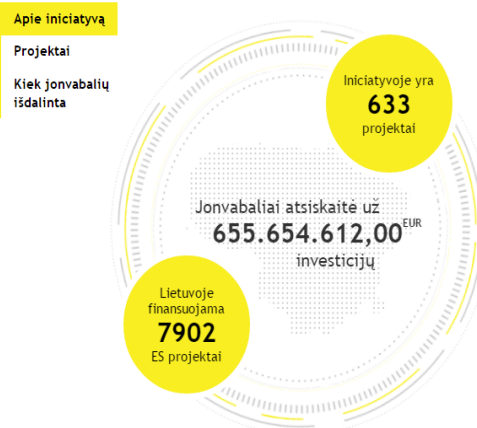 Apie iniciatyvą
Projektai
Kiek jonvabalių
išdalinta
Iniciatyvoje yra
633
projektai
Jonvabaliai atsiskaitė už
655.654.612,00 EUR
investicijų
Lietuvoje
finansuojama
7902
ES projektai